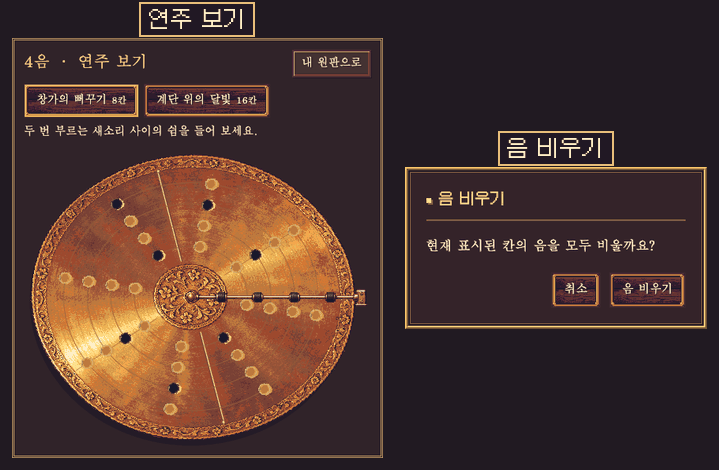 연주 보기
4음 · 연주 보기
내 원판으로
창가의 뻐꾸기 8칸
계단 위의 달빛 16칸
두 번 부르는 새소리 사이의 쉼을 들어 보세요.
음 비우기
음 비우기
현재 표시된 칸의 음을 모두 비울까요?
취소
음 비우기